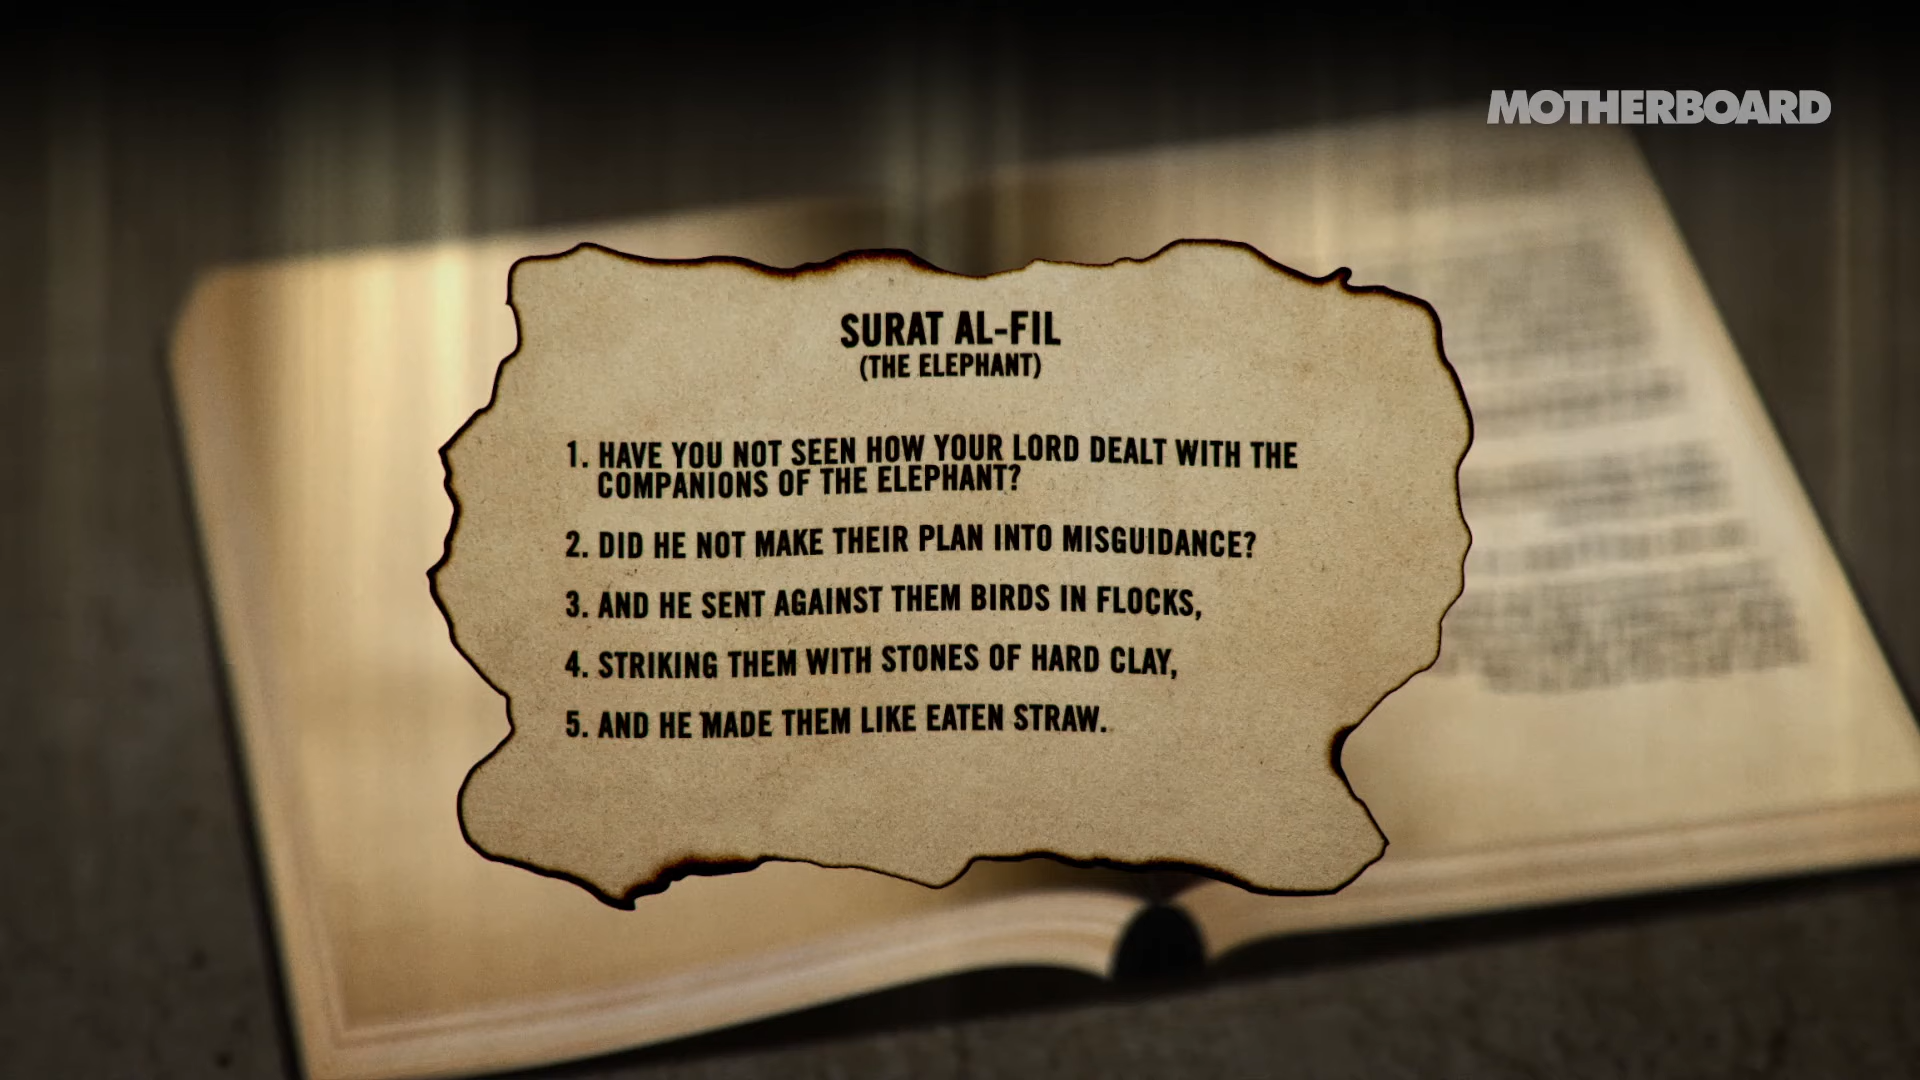 MOTHERBOARD
SURAT AL-FIL
(THE ELEPHANT)
1. HAVE YOU NOT SEEN HOW YOUR LORD DEALT WITH THE
COMPANIONS OF THE ELEPHANT?
2. DID HE NOT MAKE THEIR PLAN INTO MISGUIDANCE?
3. AND HE SENT AGAINST THEM BIRDS IN FLOCKS,
4. STRIKING THEM WITH STONES OF HARD CLAY,
5. AND HE MADE THEM LIKE EATEN STRAW.